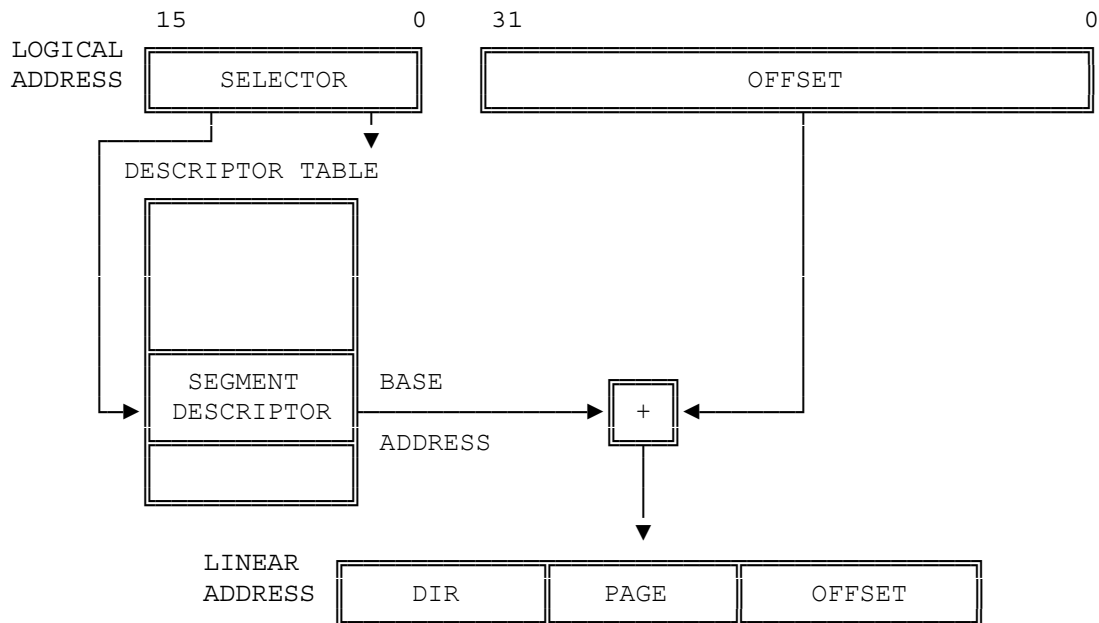 15 0 31 0
LOGICAL
ADDRESS SELECTOR OFFSET
DESCRIPTOR TABLE
SEGMENT BASE
DESCRIPTOR +
ADDRESS
LINEAR
ADDRESS DIR PAGE OFFSET